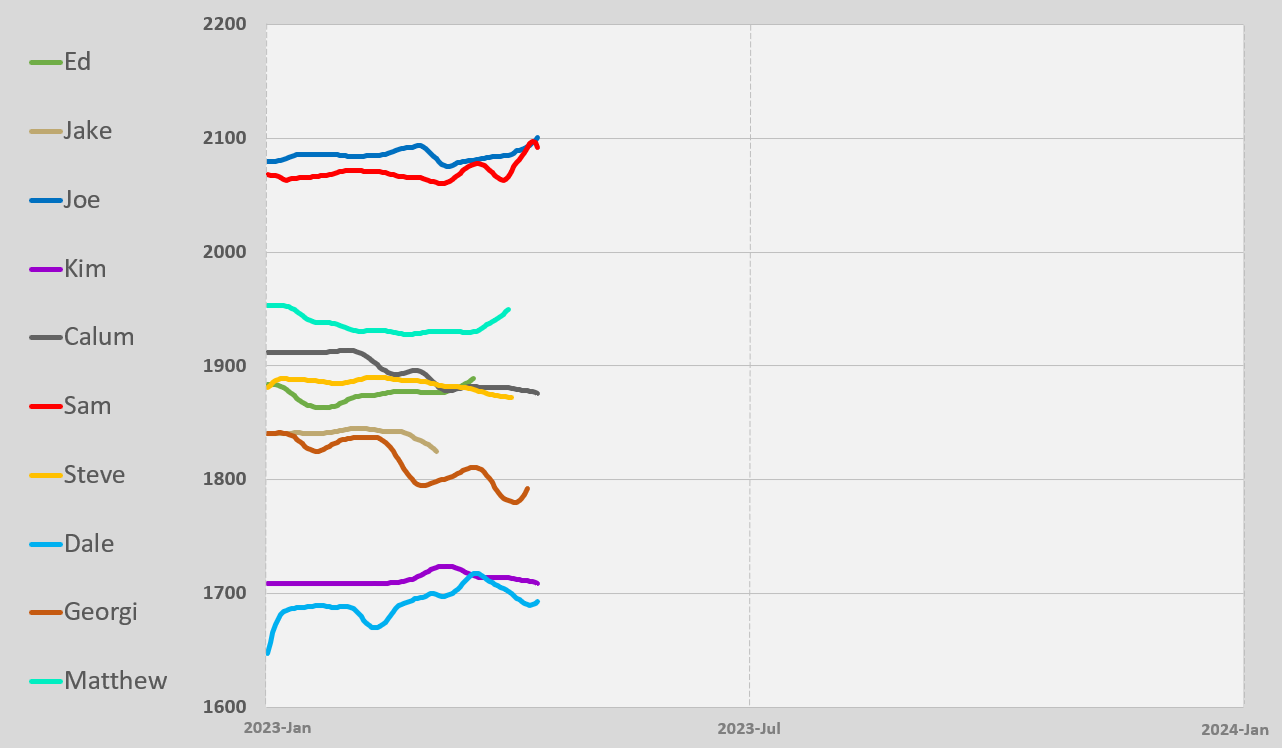 Ed
Jake
Joe
Kim
Calum
Sam
Steve
Dale
Georgi
Matthew
2200
2100
2000
1900
1800
1700
1600
2023-Jan 2023-Jul 2024-Jan